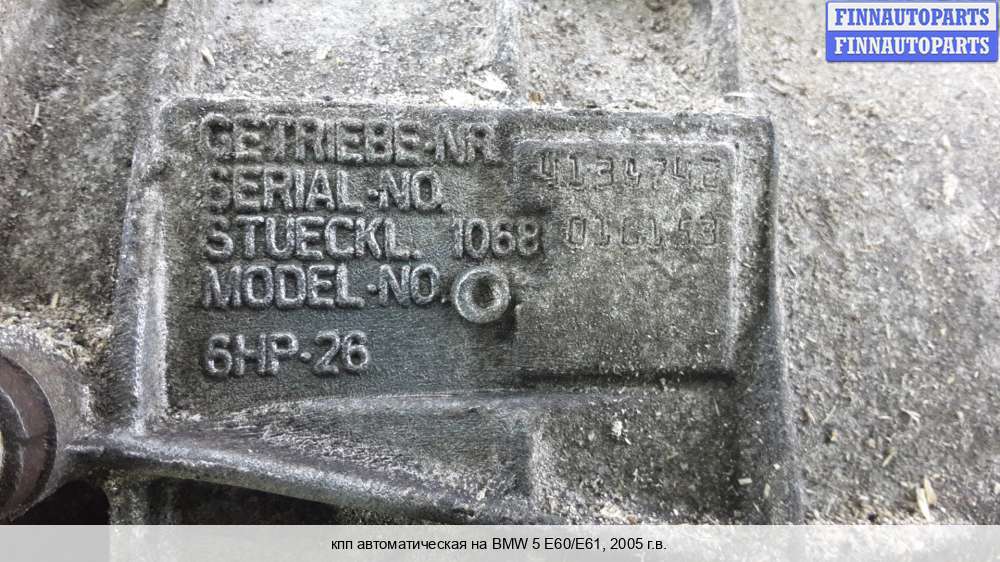 FINNAUTOPARTS
FINNAUTOPARTS
GETRIEBE·NR. 4134742
SERIAL·NO.
STUECKL. 1068
MODEL·NO.
6HP·26
кпп автоматическая на BMW 5 E60/E61, 2005 г.в.